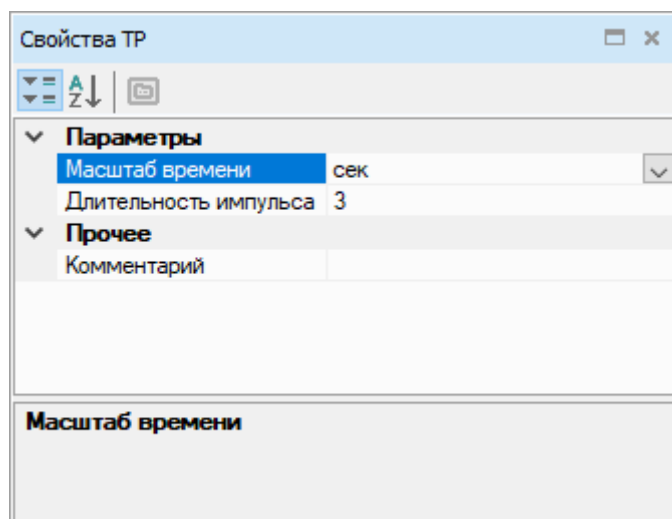 Свойства TP
Параметры
Масштаб времени сек
Длительность импульса 3
Прочее
Комментарий
Масштаб времени